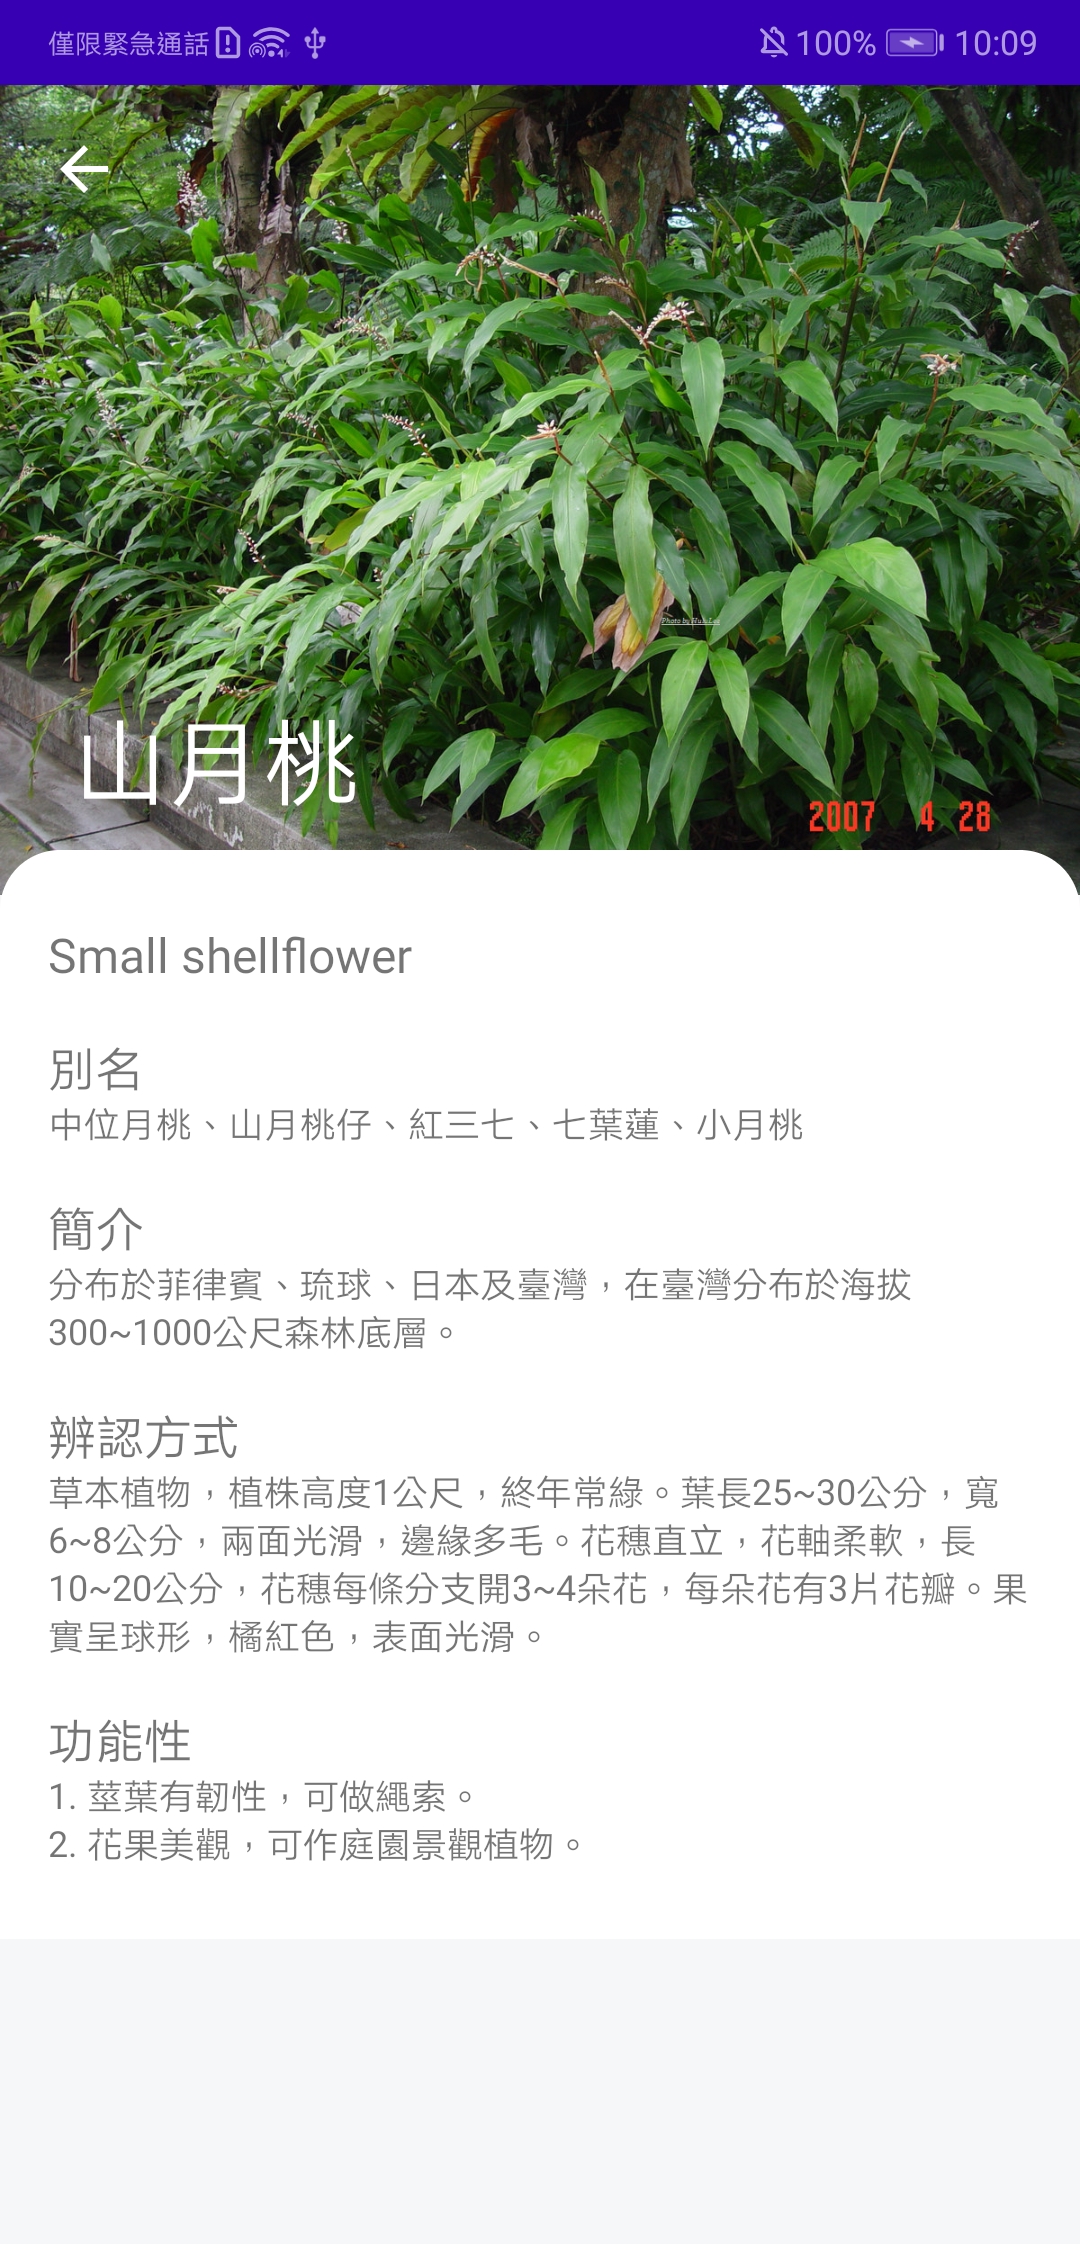 僅限緊急通話
100% 10:09
Photo by HuiLee
山月桃
2007 4 28
Small shellflower
別名
中位月桃、山月桃仔、紅三七、七葉蓮、小月桃
簡介
分布於菲律賓、琉球、日本及臺灣，在臺灣分布於海拔
300~1000公尺森林底層。
辨認方式
草本植物，植株高度1公尺，終年常綠。葉長25~30公分，寬
6~8公分，兩面光滑，邊緣多毛。花穗直立，花軸柔軟，長
10~20公分，花穗每條分支開3~4朵花，每朵花有3片花瓣。果
實呈球形，橘紅色，表面光滑。
功能性
1. 莖葉有韌性，可做繩索。
2. 花果美觀，可作庭園景觀植物。